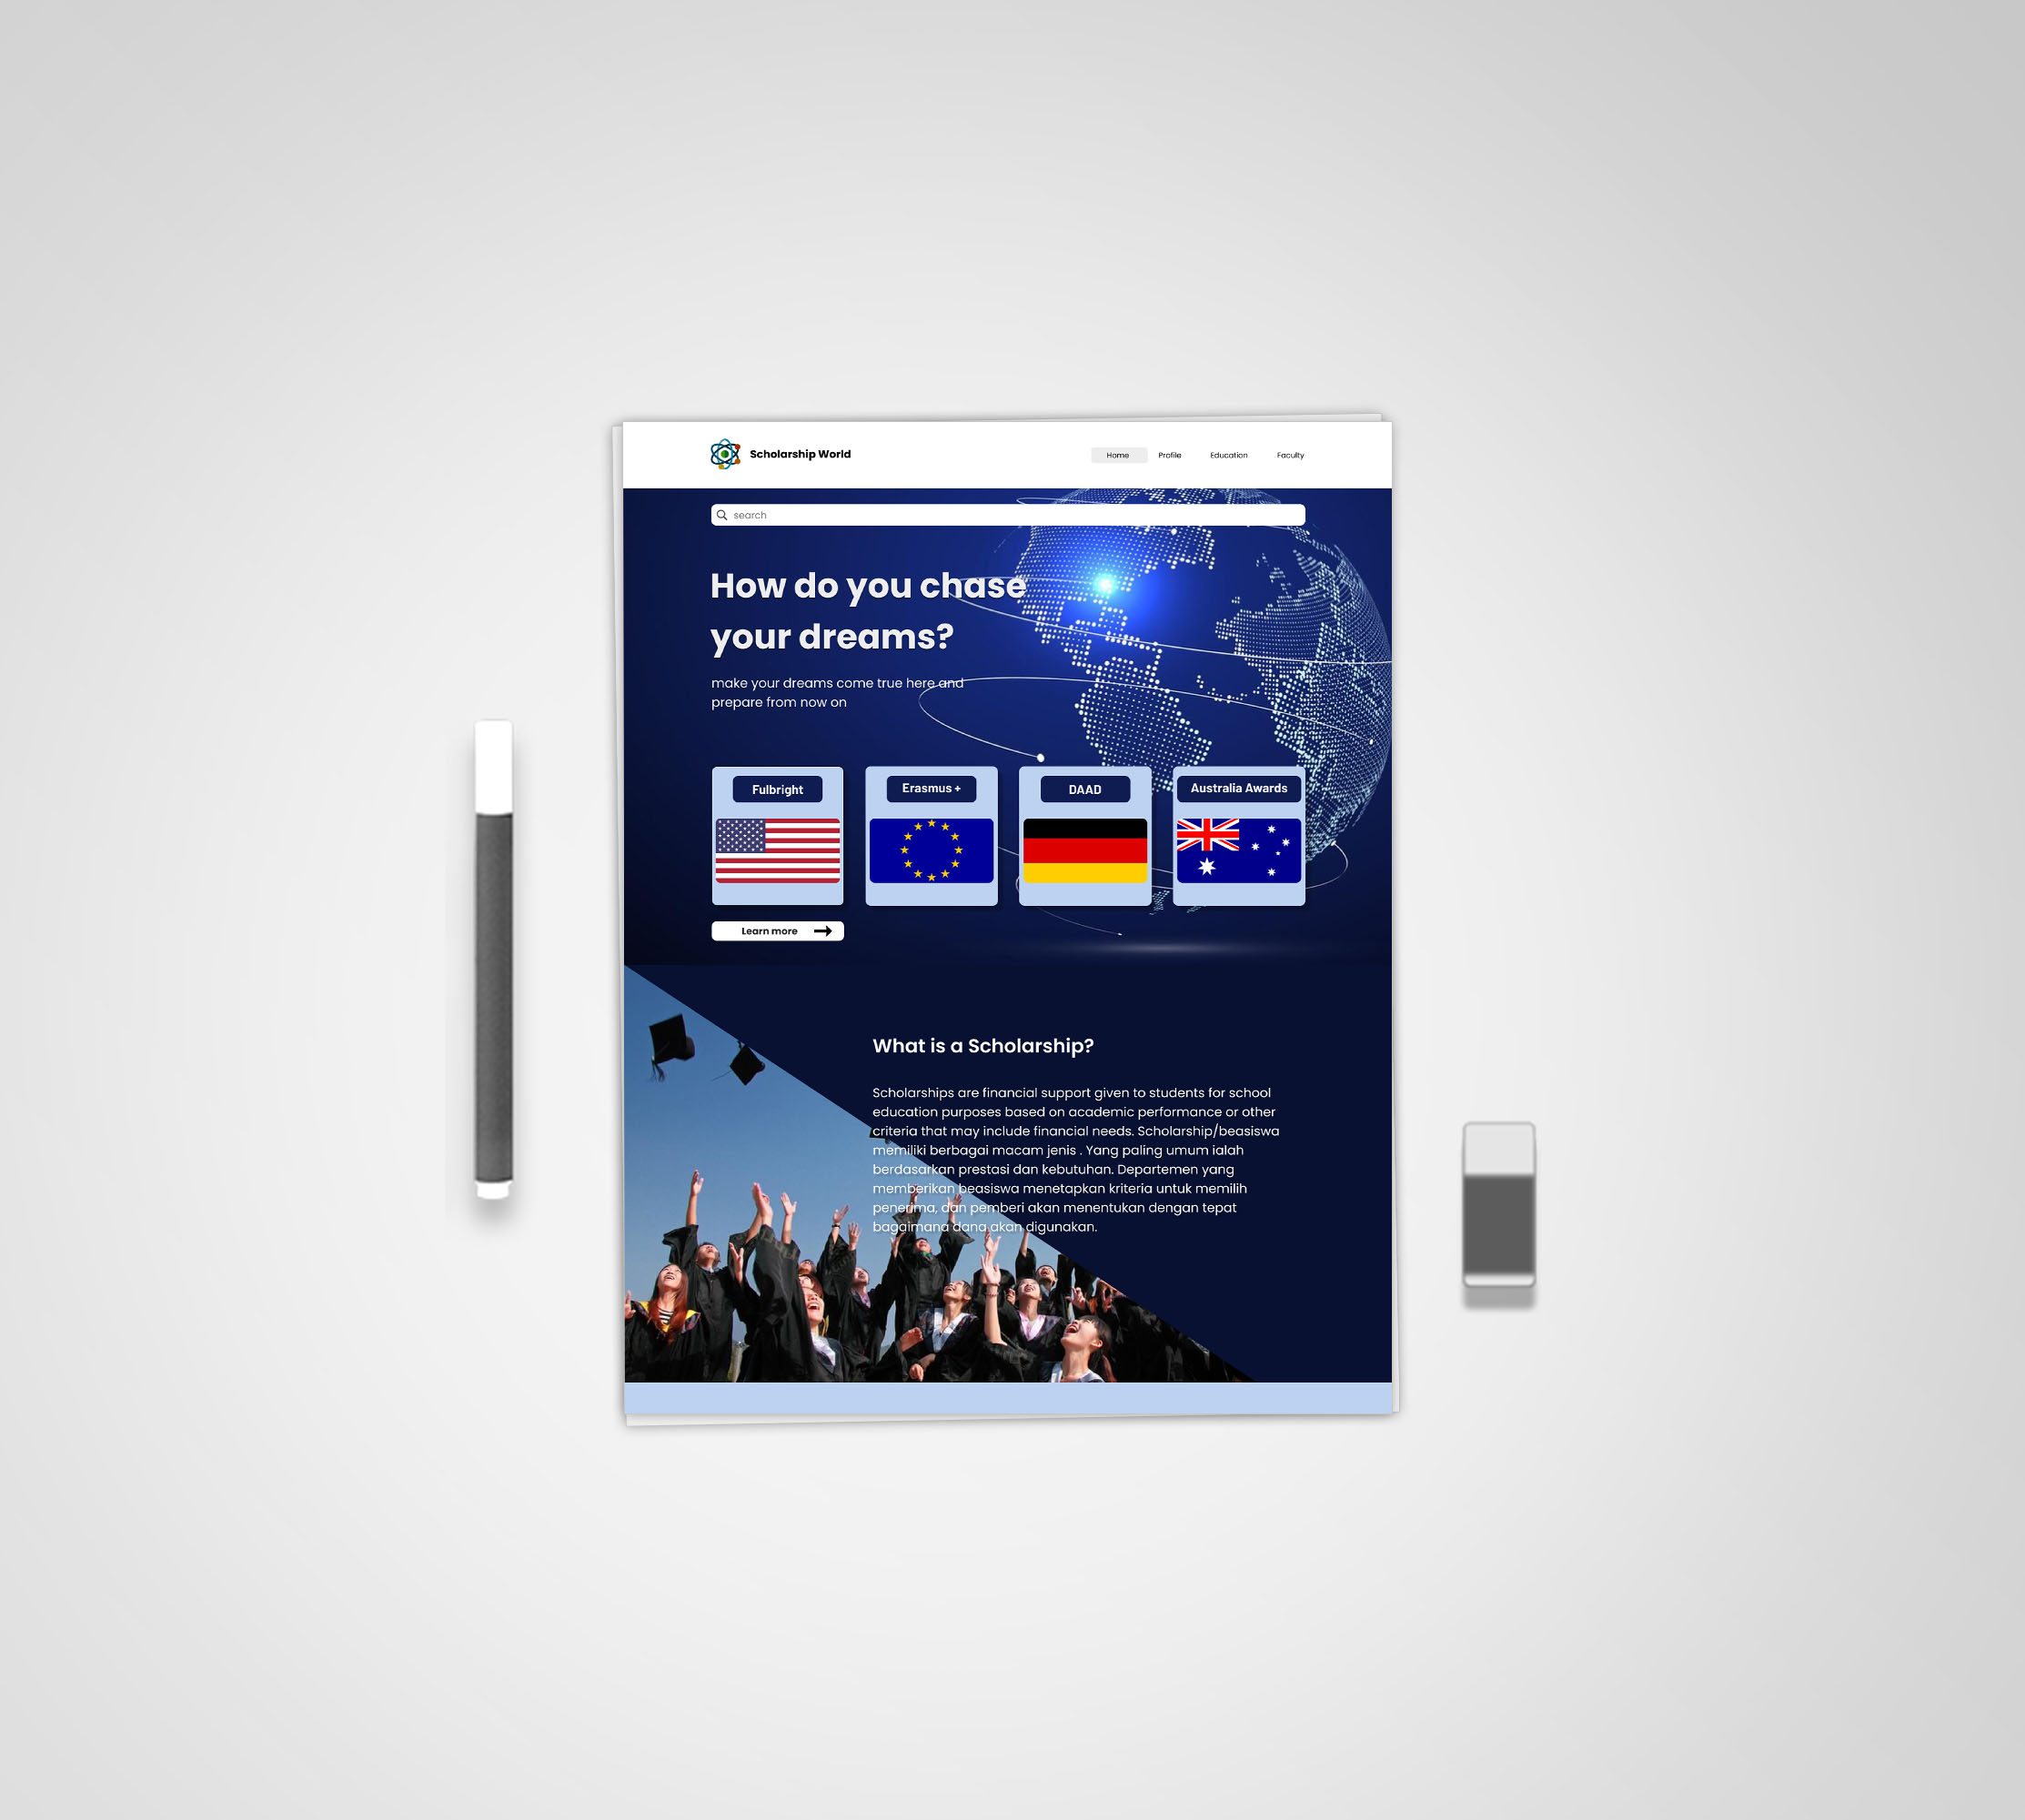 Scholarship World
Home Profile Education Faculty
search
How do you chase
your dreams?
make your dreams come true here and
prepare from now on
Fulbright Erasmus + DAAD Australia Awards
Learn more
What is a Scholarship?
Scholarships are financial support given to students for school
education purposes based on academic performance or other
criteria that may include financial needs. Scholarship/beasiswa
memiliki berbagai macam jenis . Yang paling umum ialah
berdasarkan prestasi dan kebutuhan. Departemen yang
memberikan beasiswa menetapkan kriteria untuk memilih
penerima, dan pemberi akan menentukan dengan tepat
bagaimana dana akan digunakan.